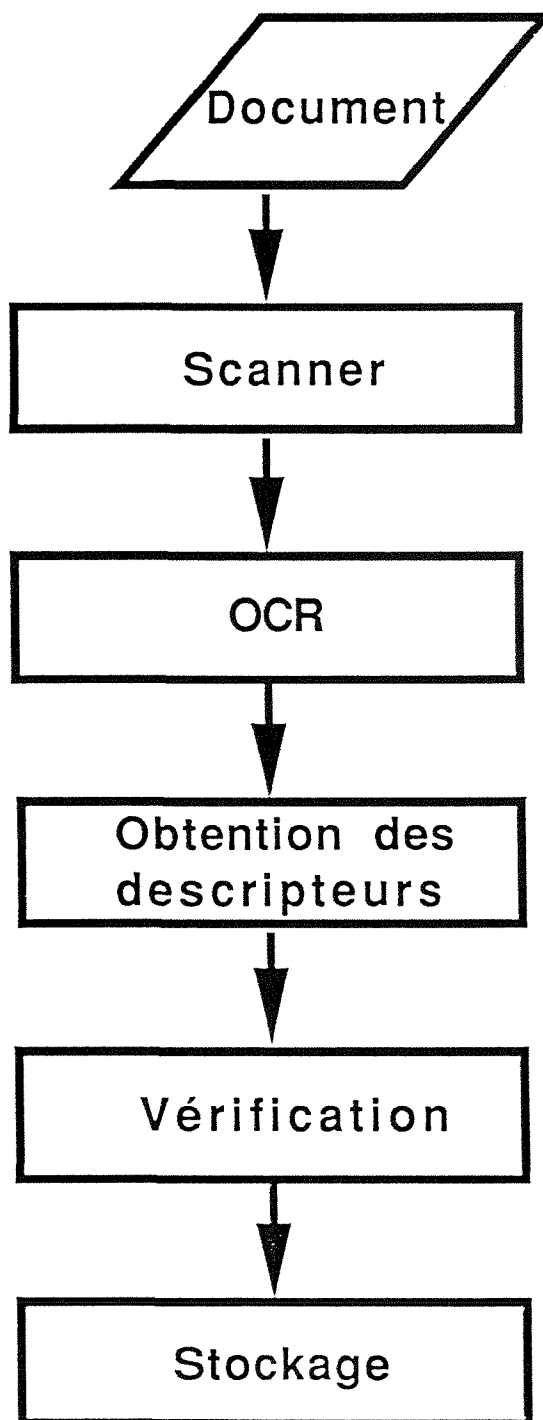 Document
Scanner
OCR
Obtention des
descripteurs
Vérification
Stockage